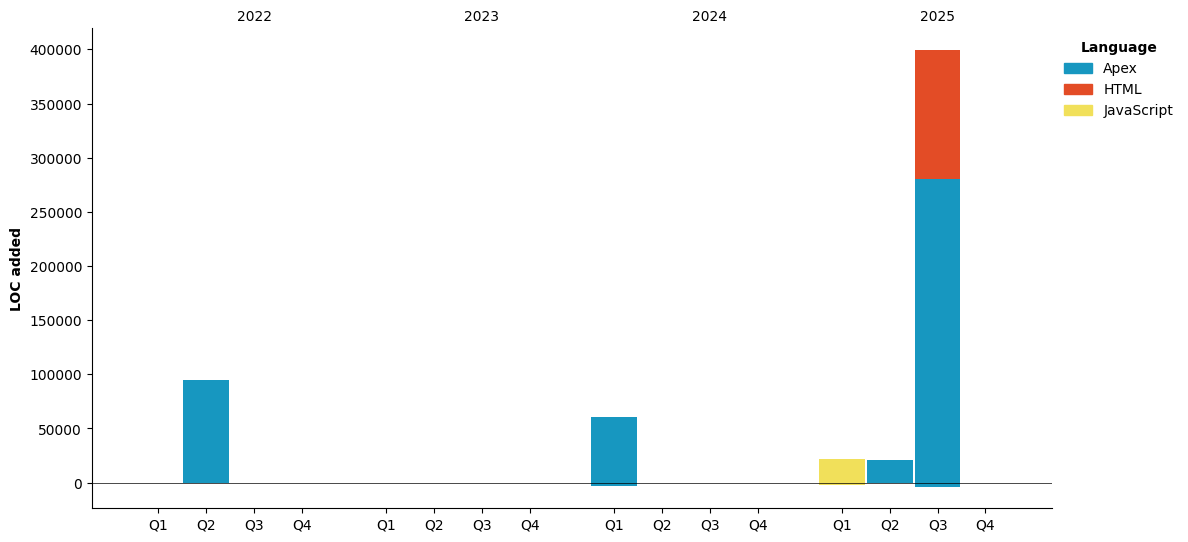 2022 2023 2024 2025
Language
Apex
HTML
JavaScript
LOC added
400000
350000
300000
250000
200000
150000
100000
50000
0
Q1 Q2 Q3 Q4 Q1 Q2 Q3 Q4 Q1 Q2 Q3 Q4 Q1 Q2 Q3 Q4